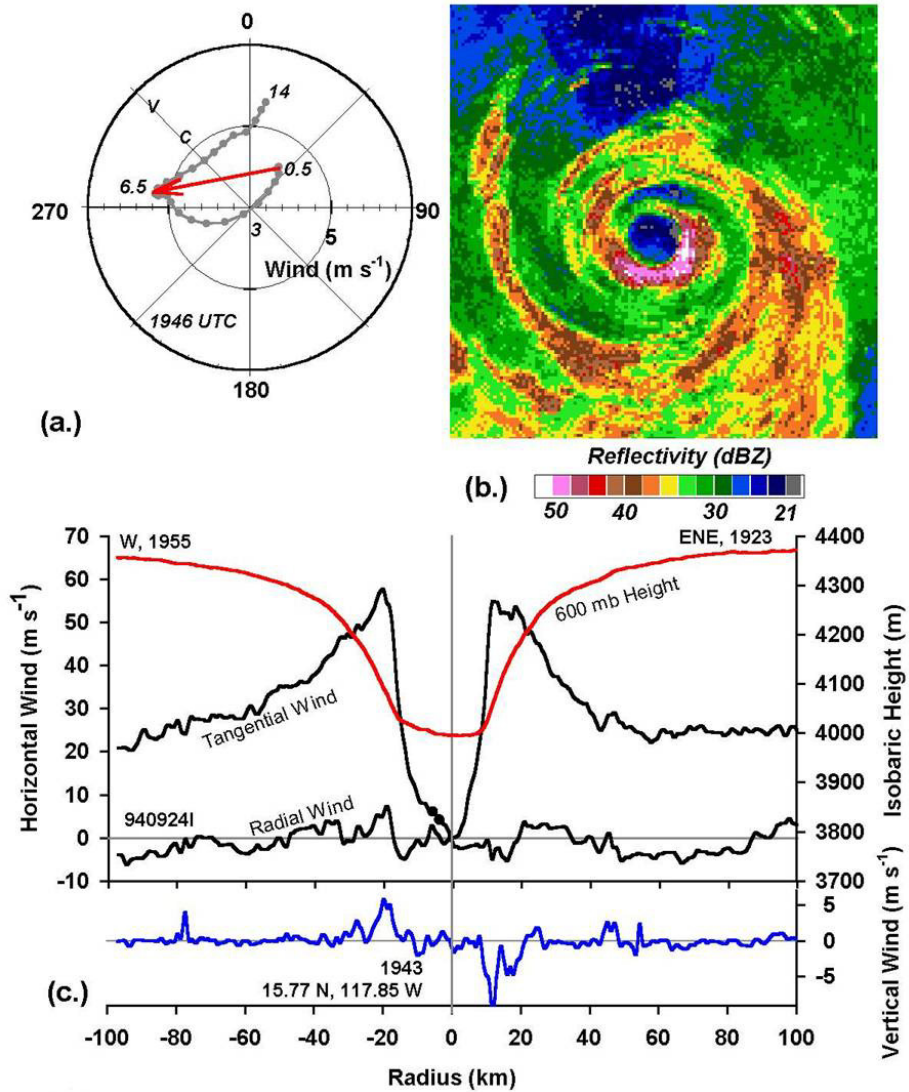 0
V
C
14
0.5
6.5
270
90
3
5
Wind (m s-1)
1946 UTC
180
(a.)
Reflectivity (dBZ)
(b.)
50 40 30 21
70
60
50
40
30
20
10
0
-10
Horizontal Wind (m s-1)
W, 1955
ENE, 1923
600 mb Height
Tangential Wind
Radial Wind
940924I
4400
4300
4200
4100
4000
3900
3800
3700
Isobaric Height (m)
5
0
-5
Vertical Wind (m s-1)
1943
15.77 N, 117.85 W
(c.)
-100 -80 -60 -40 -20 0 20 40 60 80 100
Radius (km)